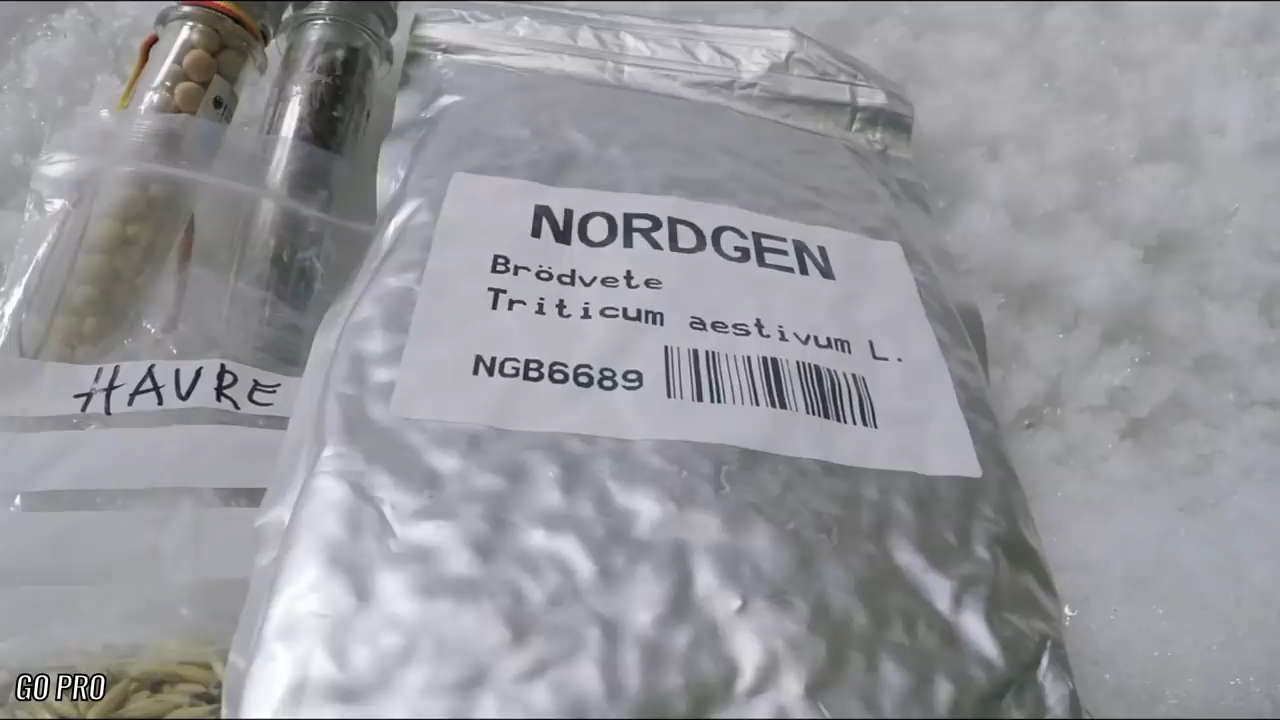 NORDGEN
Brödvete
Triticum aestivum L.
NGB6689
HAVRE
GO PRO